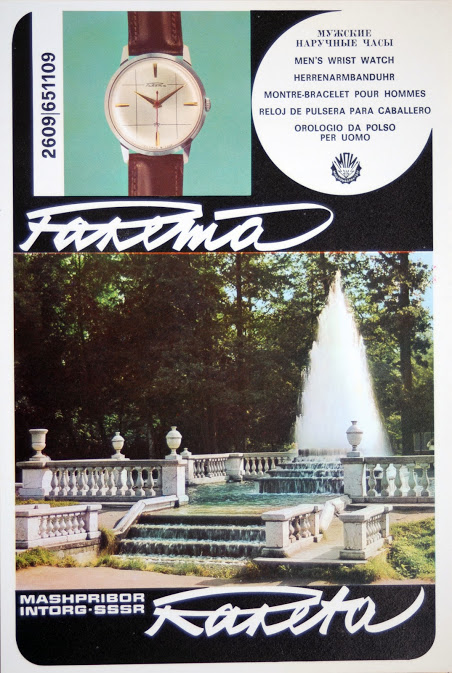 2609|651109
МУЖСКИЕ
НАРУЧНЫЕ ЧАСЫ
MEN'S WRIST WATCH
HERRENARMBANDUHR
MONTRE-BRACELET POUR HOMMES
RELOJ DE PULSERA PARA CABALLERO
OROLOGIO DA POLSO
PER UOMO
МПИ
Ракета
MASHPRIBOR
INTORG·SSSR
Raketa